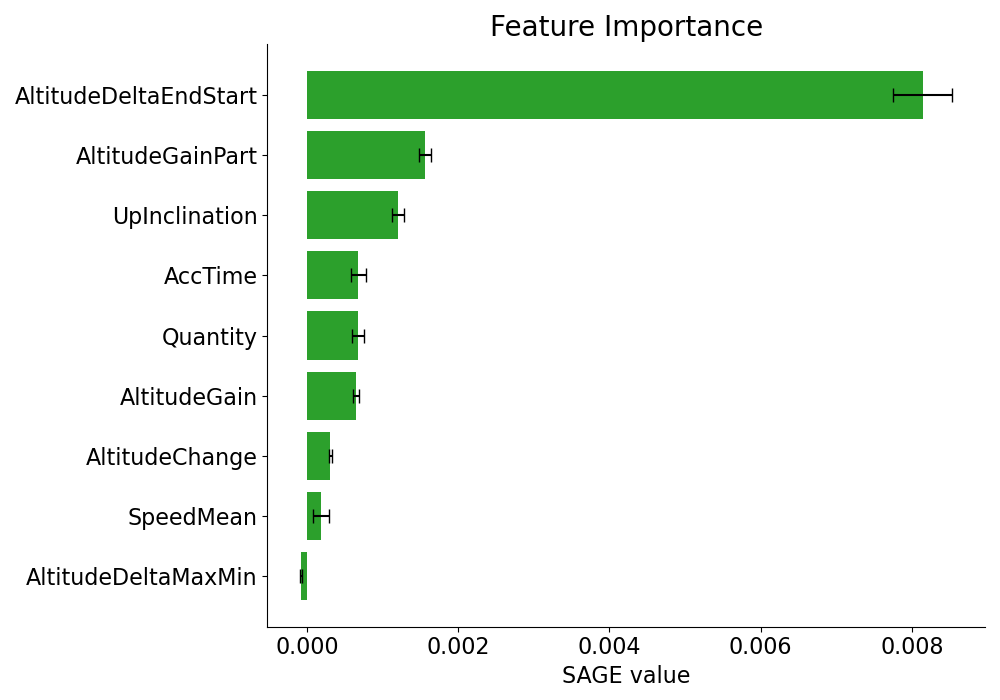 Feature Importance
AltitudeDeltaEndStart
AltitudeGainPart
UpInclination
AccTime
Quantity
AltitudeGain
AltitudeChange
SpeedMean
AltitudeDeltaMaxMin
0.000 0.002 0.004 0.006 0.008
SAGE value